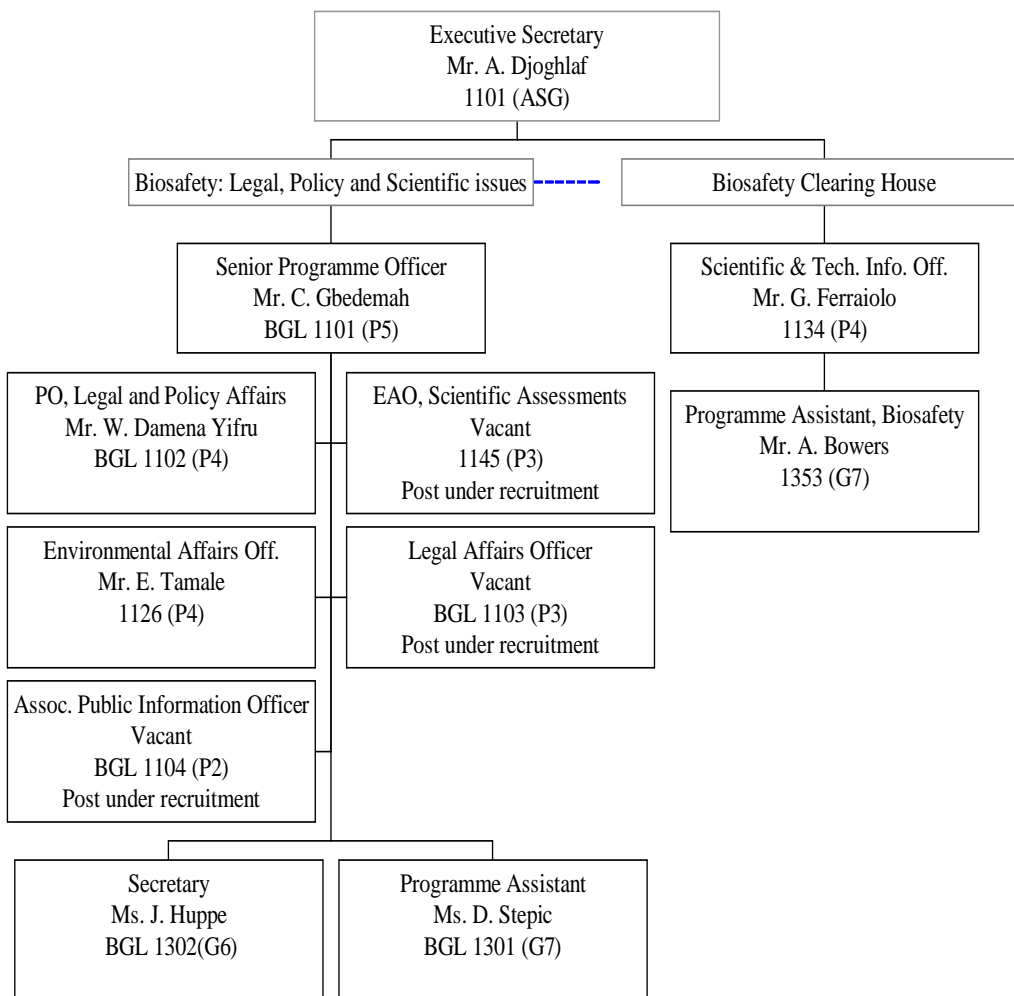 Executive Secretary
Mr. A. Djoghlaf
1101 (ASG)
Biosafety: Legal, Policy and Scientific issues
Biosafety Clearing House
Senior Programme Officer
Mr. C. Gbedemah
BGL 1101 (P5)
Scientific & Tech. Info. Off.
Mr. G. Ferraiolo
1134 (P4)
PO, Legal and Policy Affairs
Mr. W. Damena Yifru
BGL 1102 (P4)
EAO, Scientific Assessments
Vacant
1145 (P3)
Post under recruitment
Programme Assistant, Biosafety
Mr. A. Bowers
1353 (G7)
Environmental Affairs Off.
Mr. E. Tamale
1126 (P4)
Legal Affairs Officer
Vacant
BGL 1103 (P3)
Post under recruitment
Assoc. Public Information Officer
Vacant
BGL 1104 (P2)
Post under recruitment
Secretary
Ms. J. Huppe
BGL 1302(G6)
Programme Assistant
Ms. D. Stepic
BGL 1301 (G7)